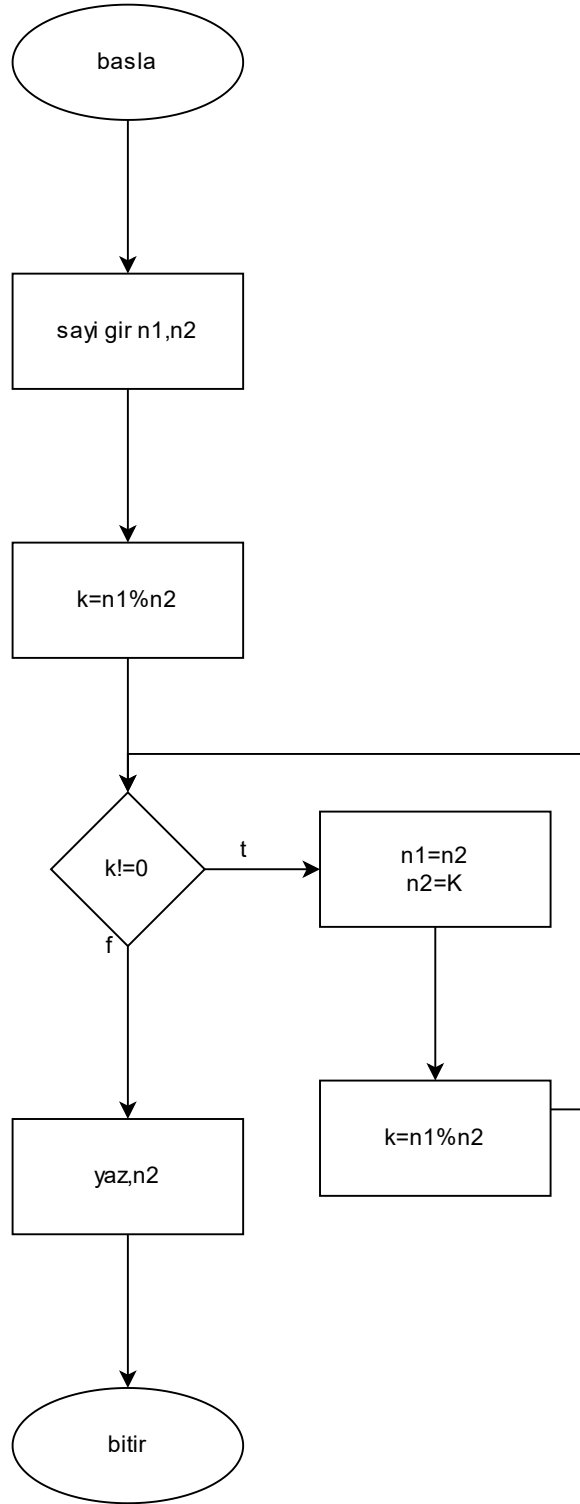 basla
sayi gir n1,n2
k=n1%n2
k!=0
t
n1=n2
n2=K
f
k=n1%n2
yaz,n2
bitir